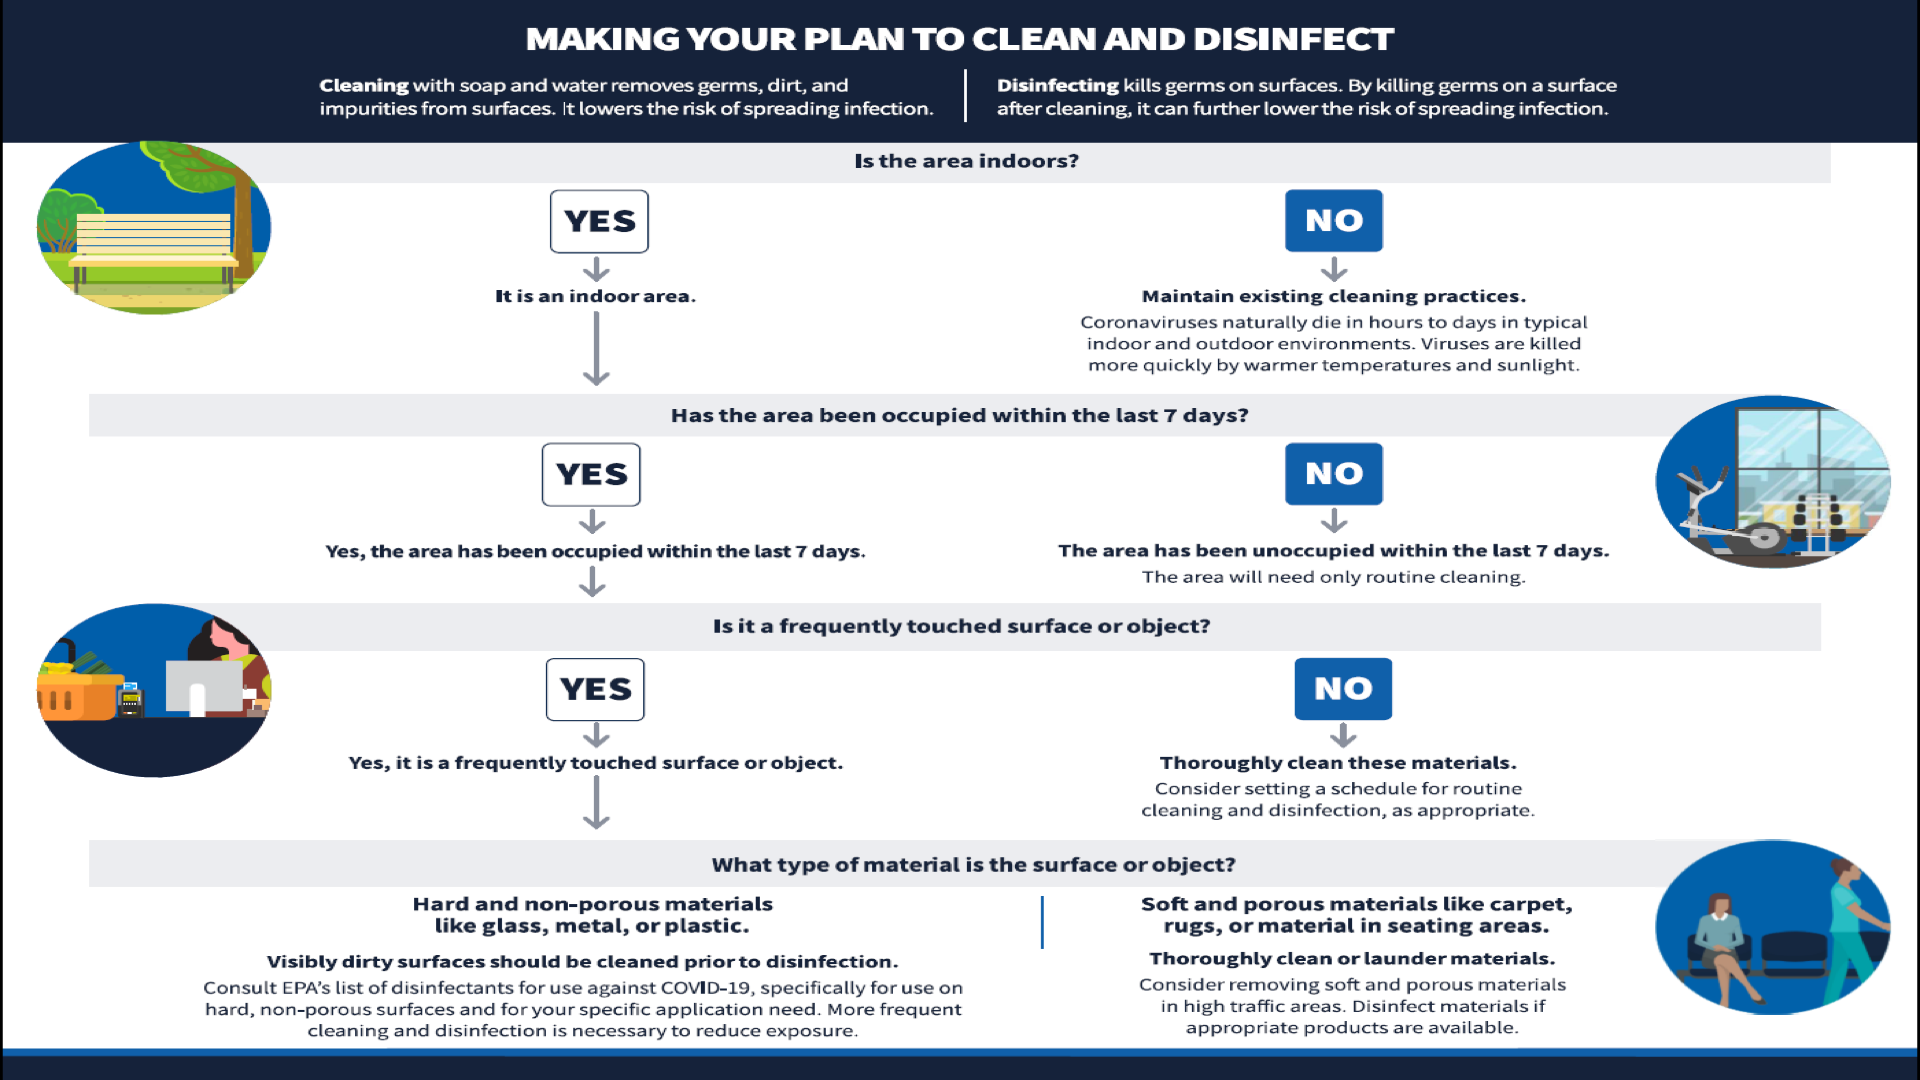 MAKING YOUR PLAN TO CLEAN AND DISINFECT
Cleaning with soap and water removes germs, dirt, and
impurities from surfaces. It lowers the risk of spreading infection.
Disinfecting kills germs on surfaces. By killing germs on a surface
after cleaning, it can further lower the risk of spreading infection.
Is the area indoors?
YES
It is an indoor area.
NO
Maintain existing cleaning practices.
Coronaviruses naturally die in hours to days in typical
indoor and outdoor environments. Viruses are killed
more quickly by warmer temperatures and sunlight.
Has the area been occupied within the last 7 days?
YES
Yes, the area has been occupied within the last 7 days.
NO
The area has been unoccupied within the last 7 days.
The area will need only routine cleaning.
Is it a frequently touched surface or object?
YES
Yes, it is a frequently touched surface or object.
NO
Thoroughly clean these materials.
Consider setting a schedule for routine
cleaning and disinfection, as appropriate.
What type of material is the surface or object?
Hard and non-porous materials
like glass, metal, or plastic.
Visibly dirty surfaces should be cleaned prior to disinfection.
Consult EPA's list of disinfectants for use against COVID-19, specifically for use on
hard, non-porous surfaces and for your specific application need. More frequent
cleaning and disinfection is necessary to reduce exposure.
Soft and porous materials like carpet,
rugs, or material in seating areas.
Thoroughly clean or launder materials.
Consider removing soft and porous materials
in high traffic areas. Disinfect materials if
appropriate products are available.